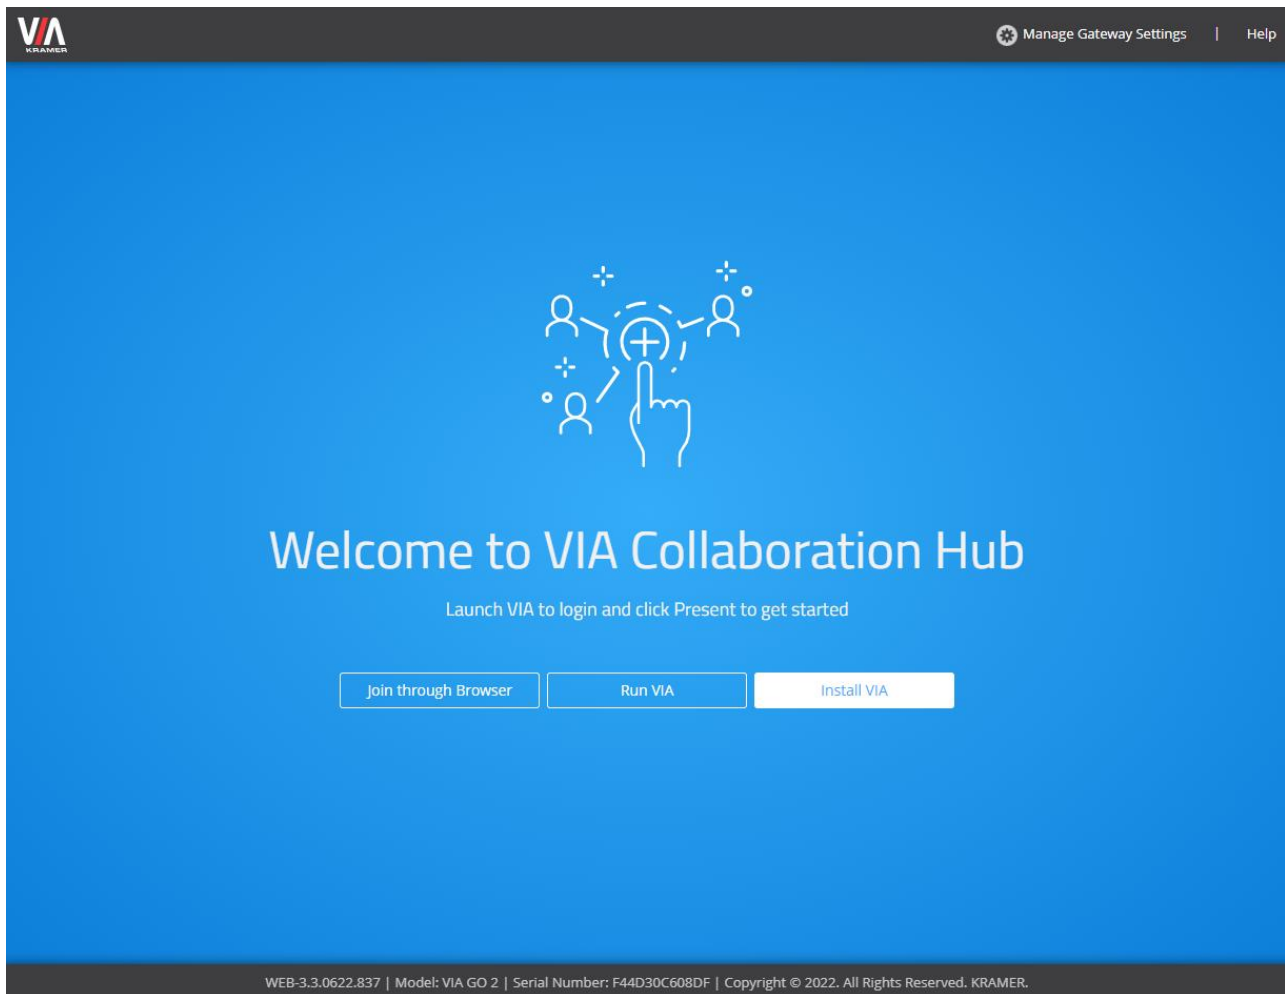 VIA
KRAMER
Manage Gateway Settings | Help
Welcome to VIA Collaboration Hub
Launch VIA to login and click Present to get started
Join through Browser
Run VIA
Install VIA
WEB-3.3.0622.837 | Model: VIA GO 2 | Serial Number: F44D30C608DF | Copyright © 2022. All Rights Reserved. KRAMER.